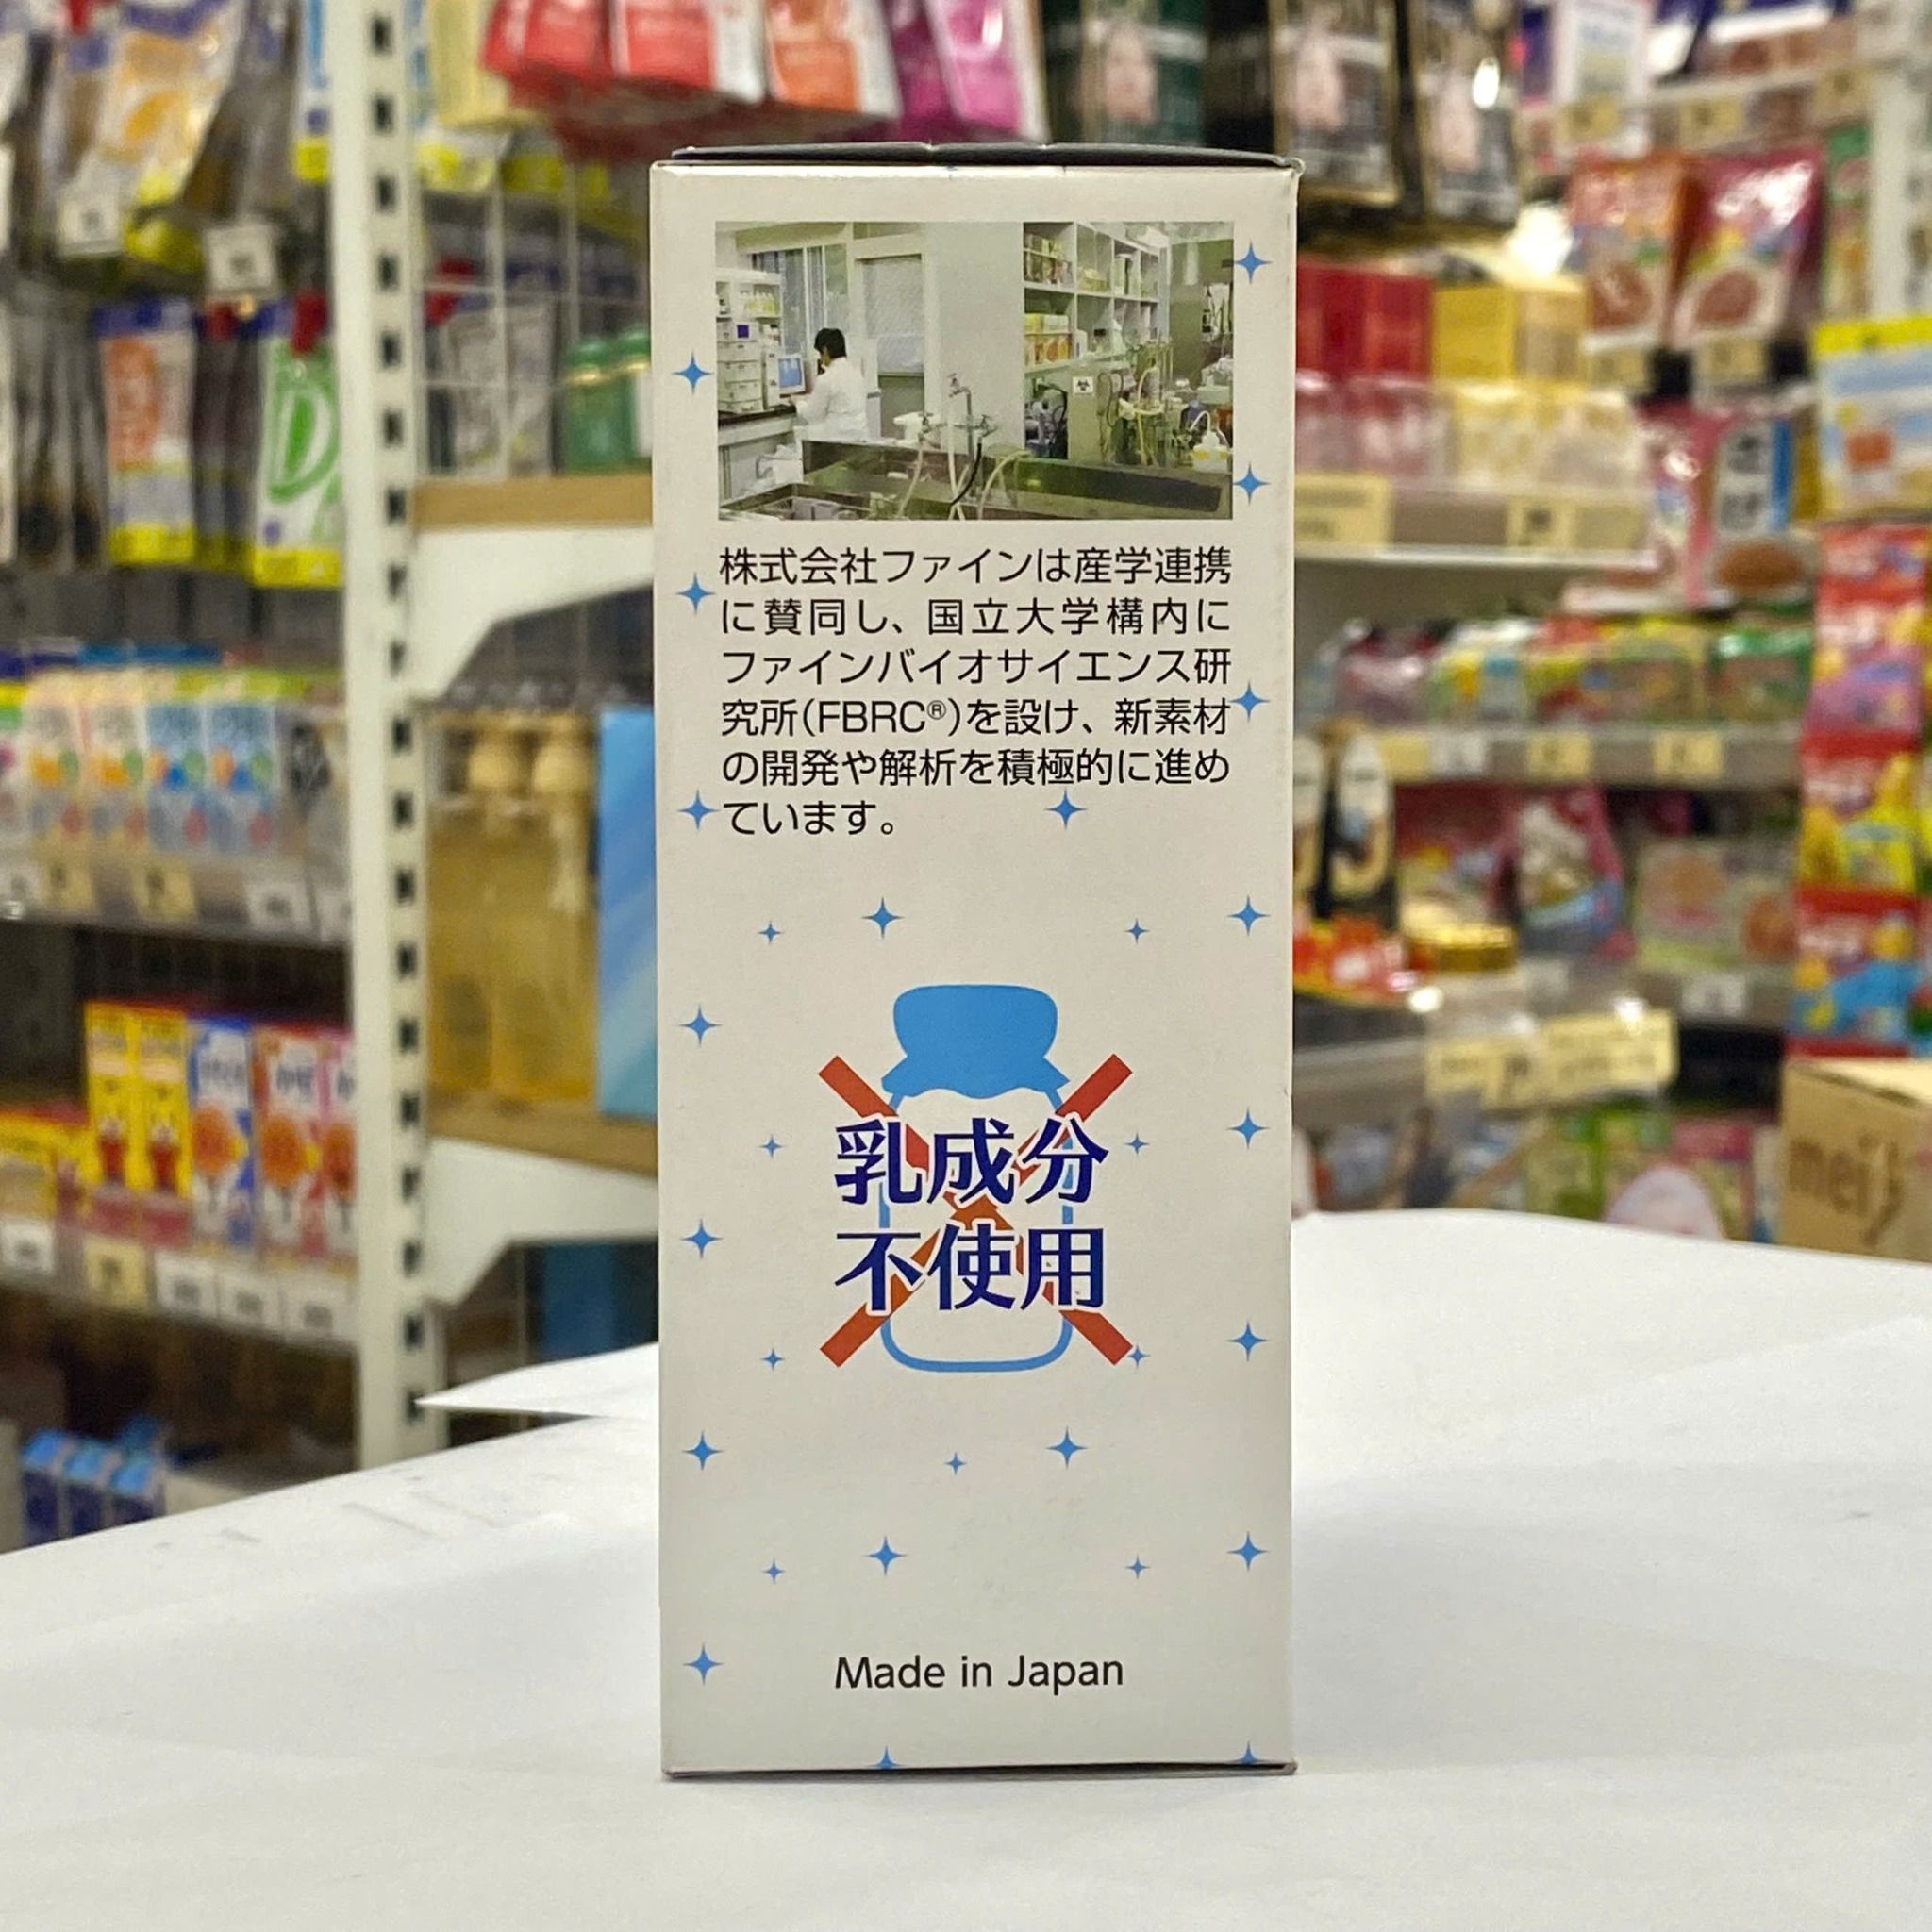 株式会社ファインは産学連携
に賛同し、国立大学構内に
ファインバイオサイエンス研
究所(FBRC®)を設け、新素材
の開発や解析を積極的に進め
ています。
乳成分
不使用
Made in Japan
meiji